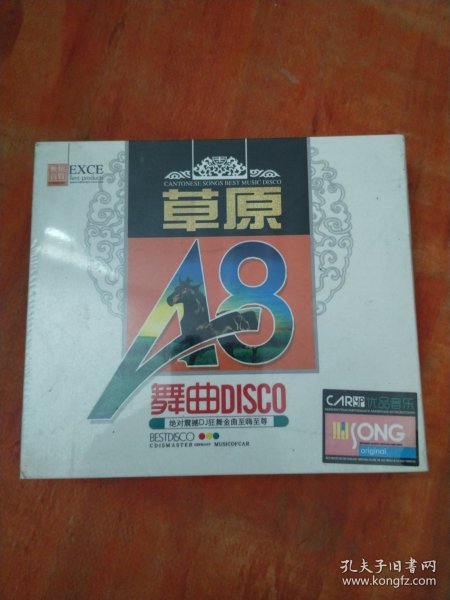 EXCE
CANTONESE SONGS BEST MUSIC DISCO
草原
A8
舞曲DISCO
绝对震撼DJ狂舞金曲至嗨至尊
BESTDISCO
CDISMASTER GERMANY MUSICOFCAR
CAR 优品音乐
SONG
original
孔夫子旧书网
www.kongfz.com